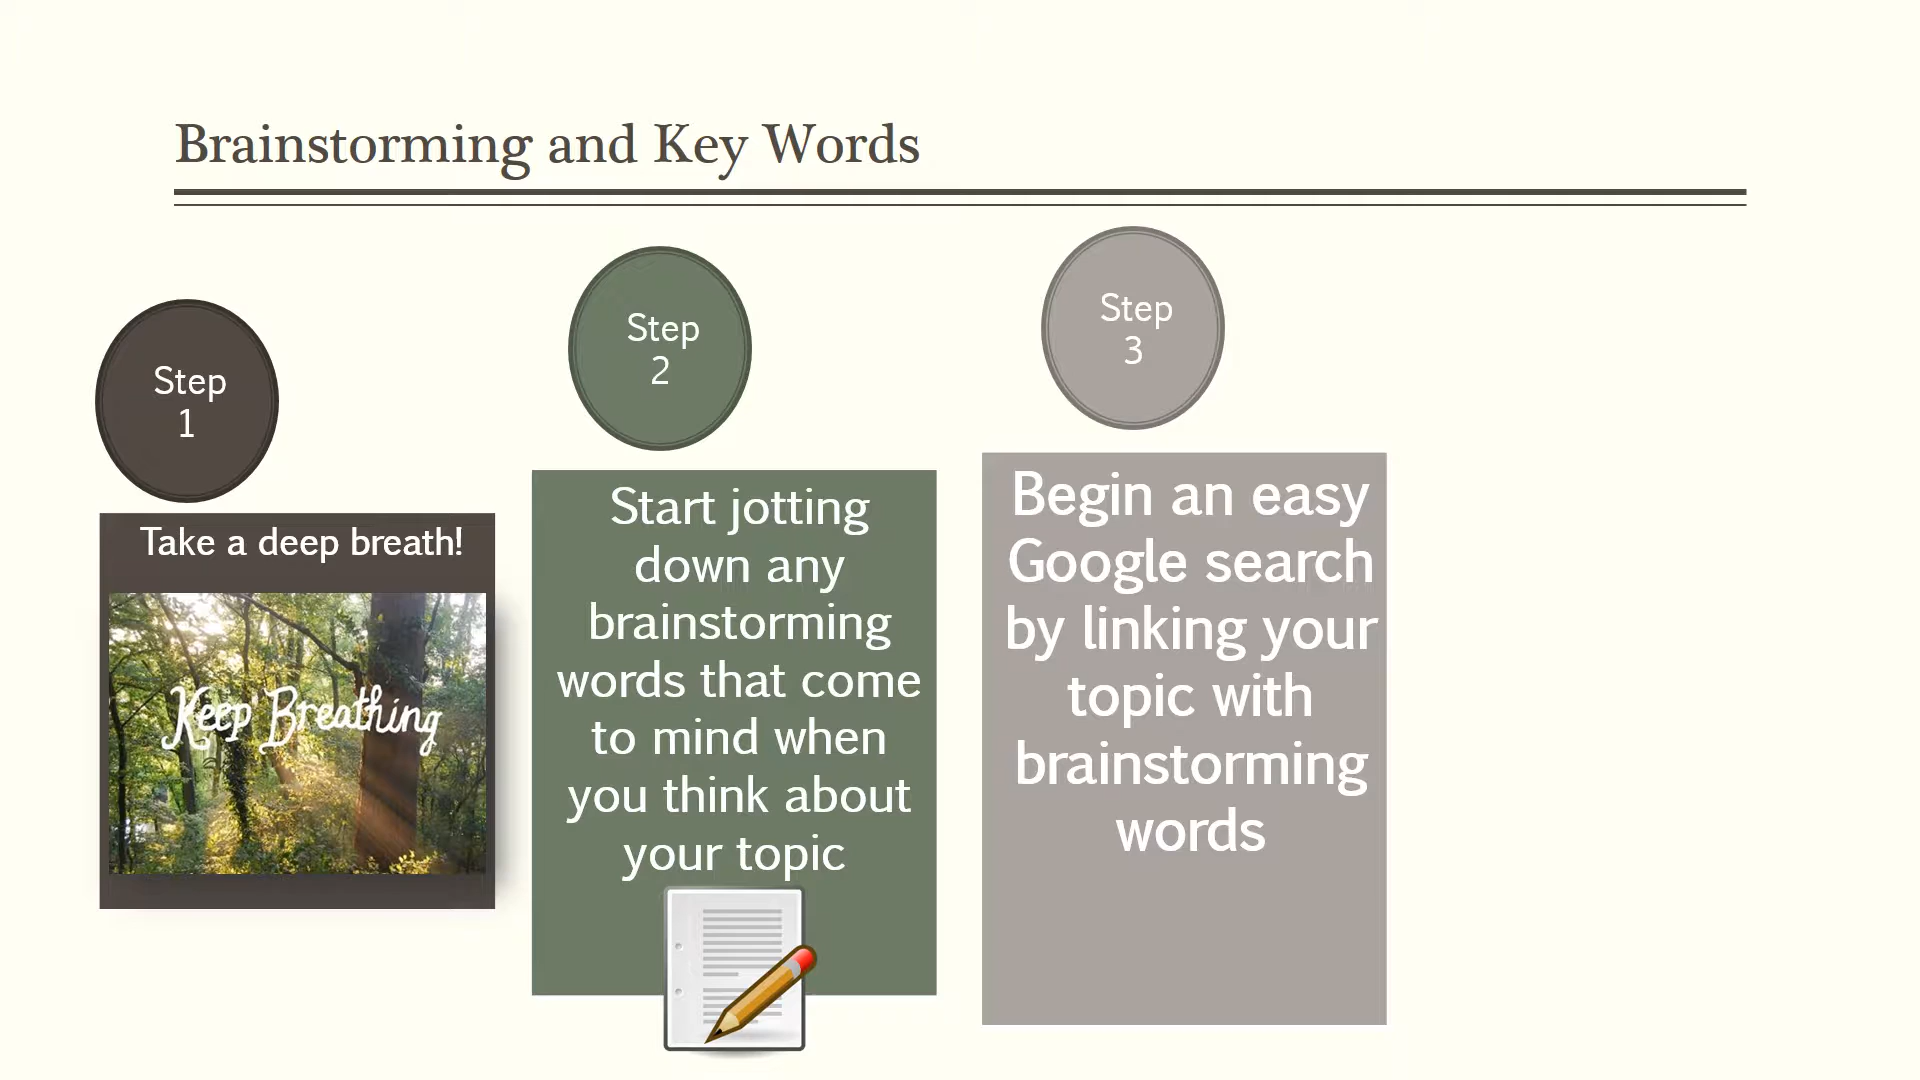 Brainstorming and Key Words
Step
1
Take a deep breath!
Keep Breathing
Step
2
Start jotting
down any
brainstorming
words that come
to mind when
you think about
your topic
Step
3
Begin an easy
Google search
by linking your
topic with
brainstorming
words